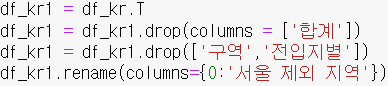 df_kr1 = df_kr.T
df_kr1 = df_kr1.drop(columns = ['합계'])
df_kr1 = df_kr1.drop(['구역','전입지별'])
df_kr1.rename(columns={0:'서울 제외 지역'})